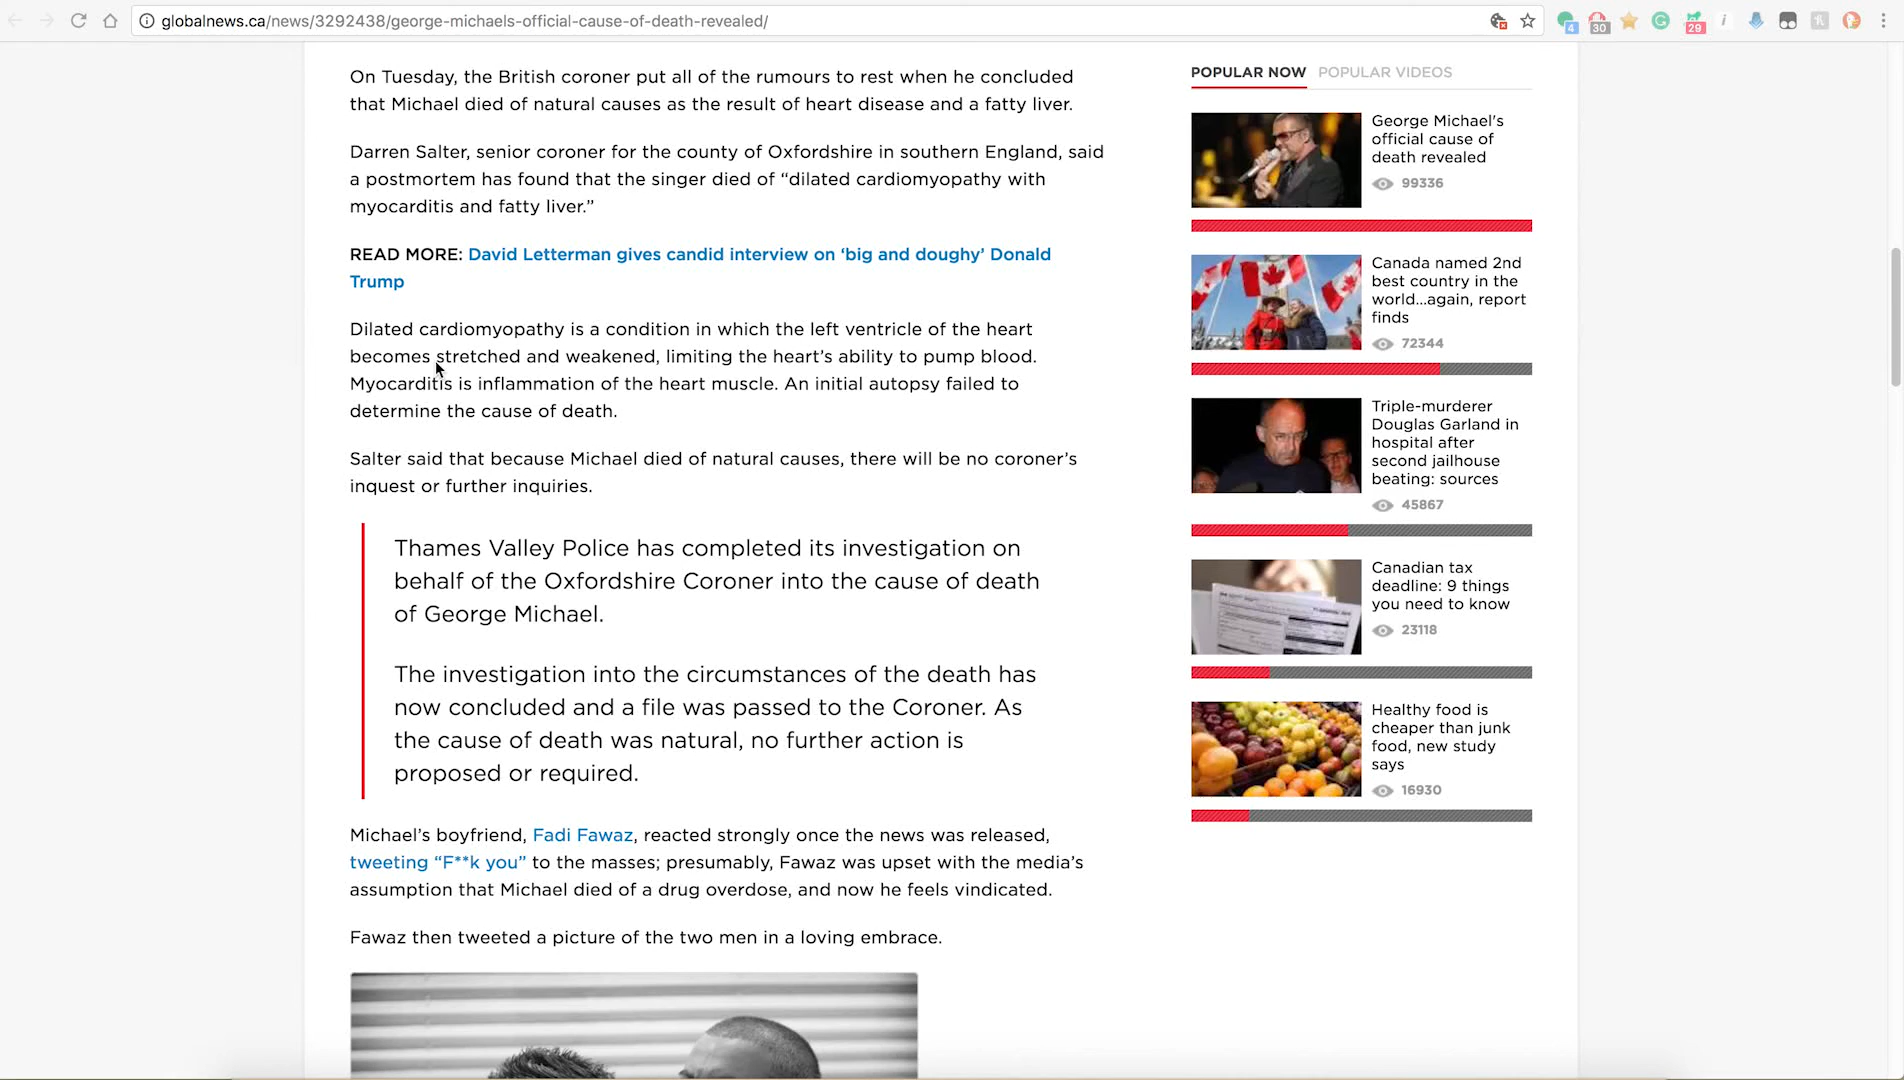 globalnews.ca/news/3292438/george-michaels-official-cause-of-death-revealed/
4
30
29
On Tuesday, the British coroner put all of the rumours to rest when he concluded
that Michael died of natural causes as the result of heart disease and a fatty liver.
Darren Salter, senior coroner for the county of Oxfordshire in southern England, said
a postmortem has found that the singer died of “dilated cardiomyopathy with
myocarditis and fatty liver.”
READ MORE: David Letterman gives candid interview on ‘big and doughy’ Donald
Trump
Dilated cardiomyopathy is a condition in which the left ventricle of the heart
becomes stretched and weakened, limiting the heart’s ability to pump blood.
Myocarditis is inflammation of the heart muscle. An initial autopsy failed to
determine the cause of death.
Salter said that because Michael died of natural causes, there will be no coroner’s
inquest or further inquiries.
Thames Valley Police has completed its investigation on
behalf of the Oxfordshire Coroner into the cause of death
of George Michael.
The investigation into the circumstances of the death has
now concluded and a file was passed to the Coroner. As
the cause of death was natural, no further action is
proposed or required.
Michael’s boyfriend, Fadi Fawaz, reacted strongly once the news was released,
tweeting “F**k you” to the masses; presumably, Fawaz was upset with the media’s
assumption that Michael died of a drug overdose, and now he feels vindicated.
Fawaz then tweeted a picture of the two men in a loving embrace.
POPULAR NOW POPULAR VIDEOS
George Michael's
official cause of
death revealed
99336
Canada named 2nd
best country in the
world...again, report
finds
72344
Triple-murderer
Douglas Garland in
hospital after
second jailhouse
beating: sources
45867
Canadian tax
deadline: 9 things
you need to know
23118
Healthy food is
cheaper than junk
food, new study
says
16930